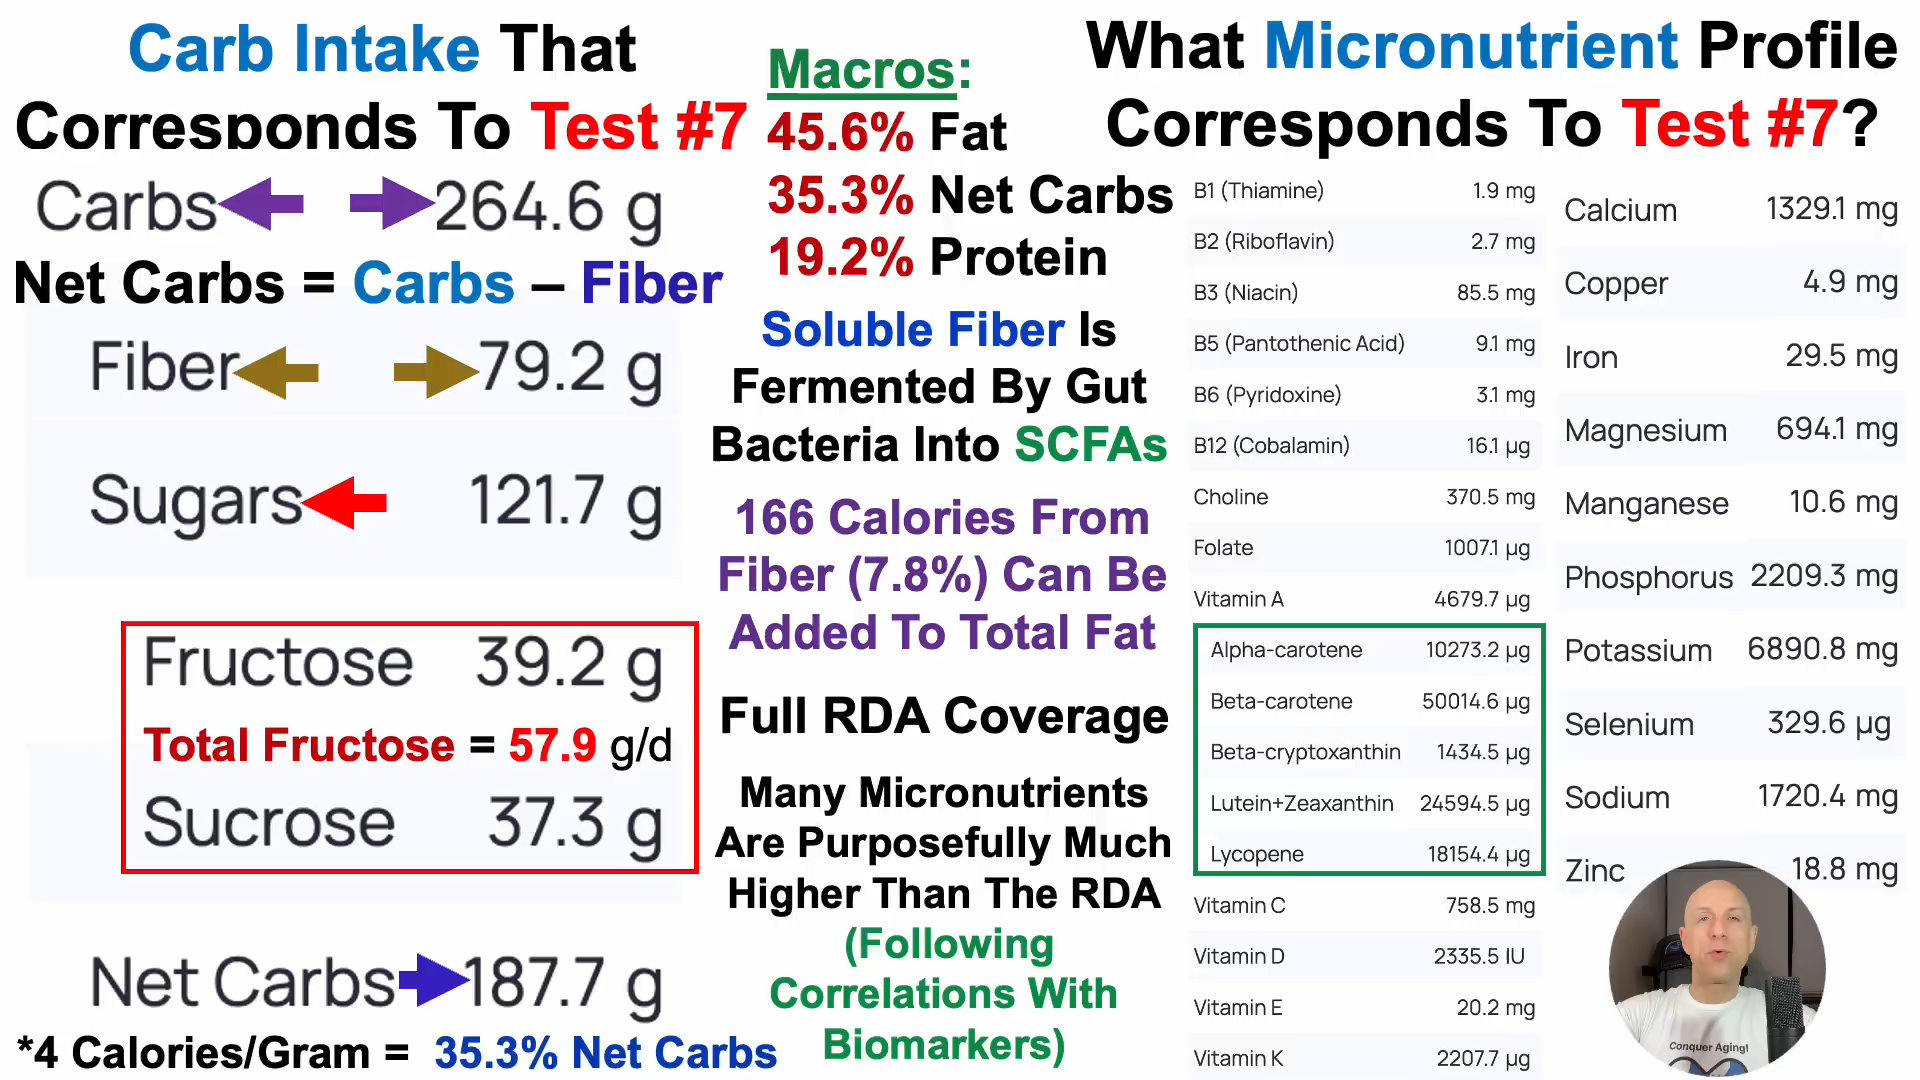 Carb Intake That
Corresponds To Test #7
Carbs 264.6 g
Net Carbs = Carbs – Fiber
Fiber 79.2 g
Sugars 121.7 g
Fructose 39.2 g
Total Fructose = 57.9 g/d
Sucrose 37.3 g
Net Carbs 187.7 g
*4 Calories/Gram = 35.3% Net Carbs
Macros:
45.6% Fat
35.3% Net Carbs
19.2% Protein
Soluble Fiber Is
Fermented By Gut
Bacteria Into SCFAs
166 Calories From
Fiber (7.8%) Can Be
Added To Total Fat
Full RDA Coverage
Many Micronutrients
Are Purposefully Much
Higher Than The RDA
(Following
Correlations With
Biomarkers)
What Micronutrient Profile
Corresponds To Test #7?
B1 (Thiamine) 1.9 mg
B2 (Riboflavin) 2.7 mg
B3 (Niacin) 85.5 mg
B5 (Pantothenic Acid) 9.1 mg
B6 (Pyridoxine) 3.1 mg
B12 (Cobalamin) 16.1 µg
Choline 370.5 mg
Folate 1007.1 µg
Vitamin A 4679.7 µg
Alpha-carotene 10273.2 µg
Beta-carotene 50014.6 µg
Beta-cryptoxanthin 1434.5 µg
Lutein+Zeaxanthin 24594.5 µg
Lycopene 18154.4 µg
Vitamin C 758.5 mg
Vitamin D 2335.5 IU
Vitamin E 20.2 mg
Vitamin K 2207.7 µg
Calcium 1329.1 mg
Copper 4.9 mg
Iron 29.5 mg
Magnesium 694.1 mg
Manganese 10.6 mg
Phosphorus 2209.3 mg
Potassium 6890.8 mg
Selenium 329.6 µg
Sodium 1720.4 mg
Zinc 18.8 mg
Conquer Aging!